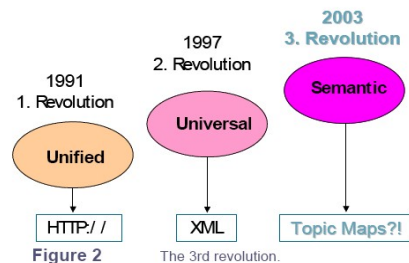 1991
1. Revolution
Unified
HTTP:/ /
1997
2. Revolution
Universal
XML
2003
3. Revolution
Semantic
Topic Maps?!
Figure 2 The 3rd revolution.